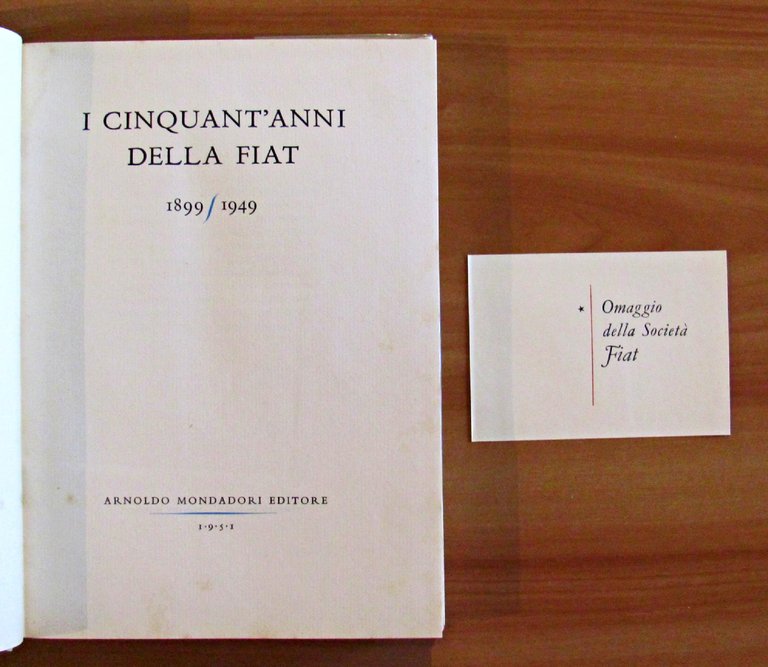 I CINQUANT'ANNI
DELLA FIAT
1899/1949
ARNOLDO MONDADORI EDITORE
1·9·5·1
* Omaggio
della Società
Fiat